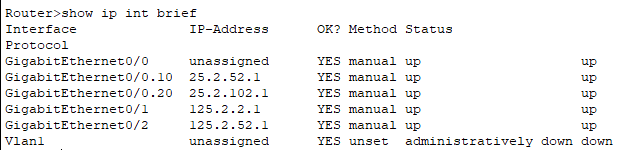 Router>show ip int brief
Interface              IP-Address      OK? Method Status
Protocol
GigabitEthernet0/0     unassigned      YES manual up                    up
GigabitEthernet0/0.10  25.2.52.1       YES manual up                    up
GigabitEthernet0/0.20  25.2.102.1      YES manual up                    up
GigabitEthernet0/1     125.2.2.1       YES manual up                    up
GigabitEthernet0/2     125.2.52.1      YES manual up                    up
Vlan1                  unassigned      YES unset  administratively down down